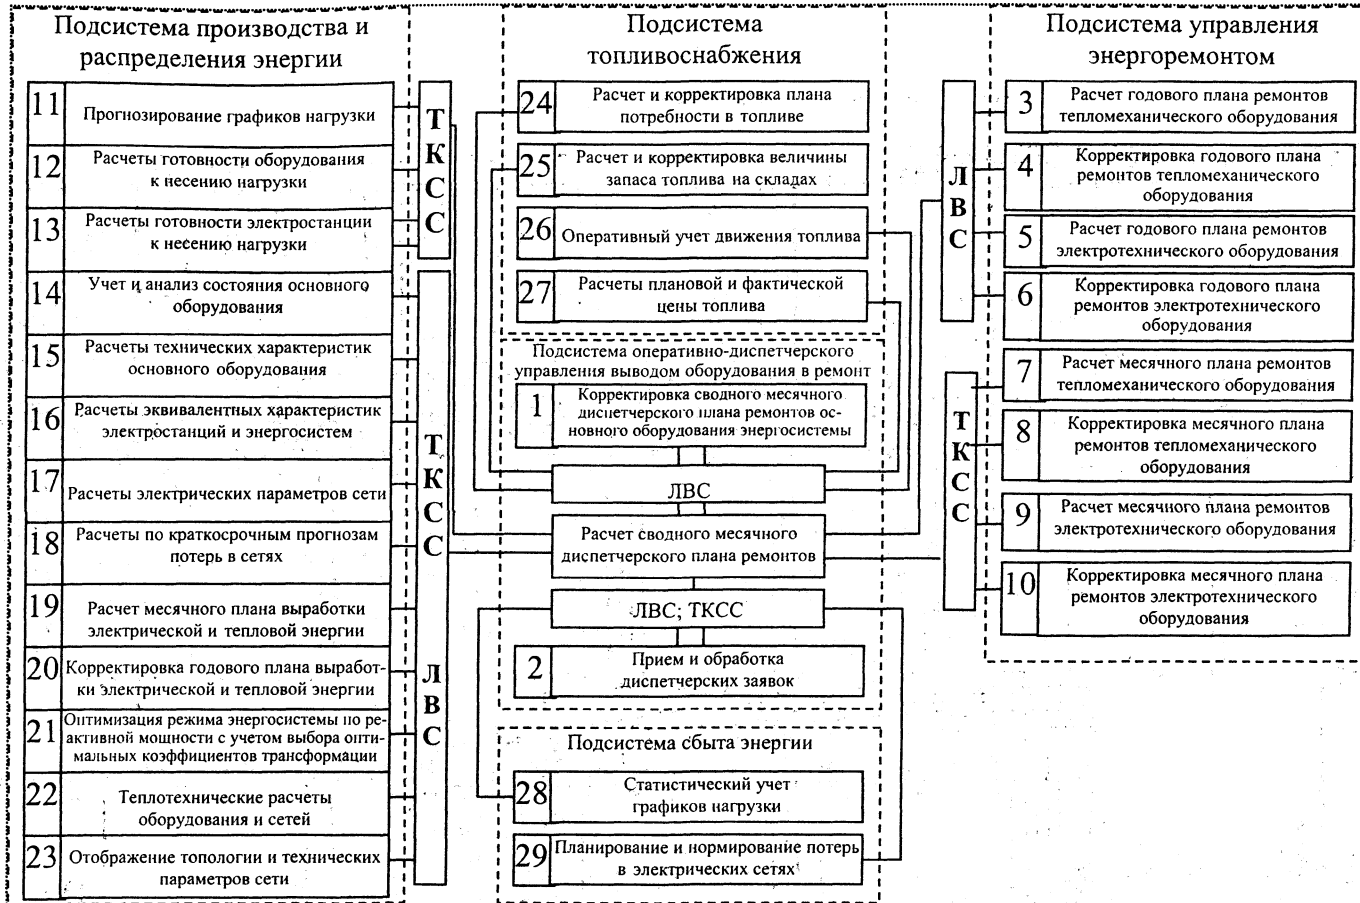 Подсистема производства и
распределения энергии
11
Прогнозирование графиков нагрузки
12
Расчеты готовности оборудования
к несению нагрузки
13
Расчеты готовности электростанции
к несению нагрузки
14
Учет и анализ состояния основного
оборудования
15
Расчеты технических характеристик
основного оборудования
16
Расчеты эквивалентных характеристик
электростанций и энергосистем
17
Расчеты электрических параметров сети
18
Расчеты по краткосрочным прогнозам
потерь в сетях
19
Расчет месячного плана выработки
электрической и тепловой энергии
20
Корректировка годового плана выработ-
ки электрической и тепловой энергии
21
Оптимизация режима энергосистемы по ре-
активной мощности с учетом выбора опти-
мальных коэффициентов трансформации
22
Теплотехнические расчеты
оборудования и сетей
23
Отображение топологии и технических
параметров сети
ТКСС
ТКСС
ЛВС
Подсистема
топливоснабжения
24
Расчет и корректировка плана
потребности в топливе
25
Расчет и корректировка величины
запаса топлива на складах
26
Оперативный учет движения топлива
27
Расчеты плановой и фактической
цены топлива
Подсистема оперативно-диспетчерского
управления выводом оборудования в ремонт
1
Корректировка сводного месячного
диспетчерского плана ремонтов ос-
новного оборудования энергосистемы
ЛВС
Расчет сводного месячного
диспетчерского плана ремонтов
ЛВС; ТКСС
2
Прием и обработка
диспетчерских заявок
Подсистема сбыта энергии
28
Статистический учет
графиков нагрузки
29
Планирование и нормирование потерь
в электрических сетях
Подсистема управления
энергоремонтом
ЛВС
3
Расчет годового плана ремонтов
тепломеханического оборудования
4
Корректировка годового плана
ремонтов тепломеханического
оборудования
5
Расчет годового плана ремонтов
электротехнического оборудования
6
Корректировка годового плана
ремонтов электротехнического
оборудования
ТКСС
7
Расчет месячного плана ремонтов
тепломеханического оборудования
8
Корректировка месячного плана
ремонтов тепломеханического
оборудования
9
Расчет месячного плана ремонтов
электротехнического оборудования
10
Корректировка месячного плана
ремонтов электротехнического
оборудования